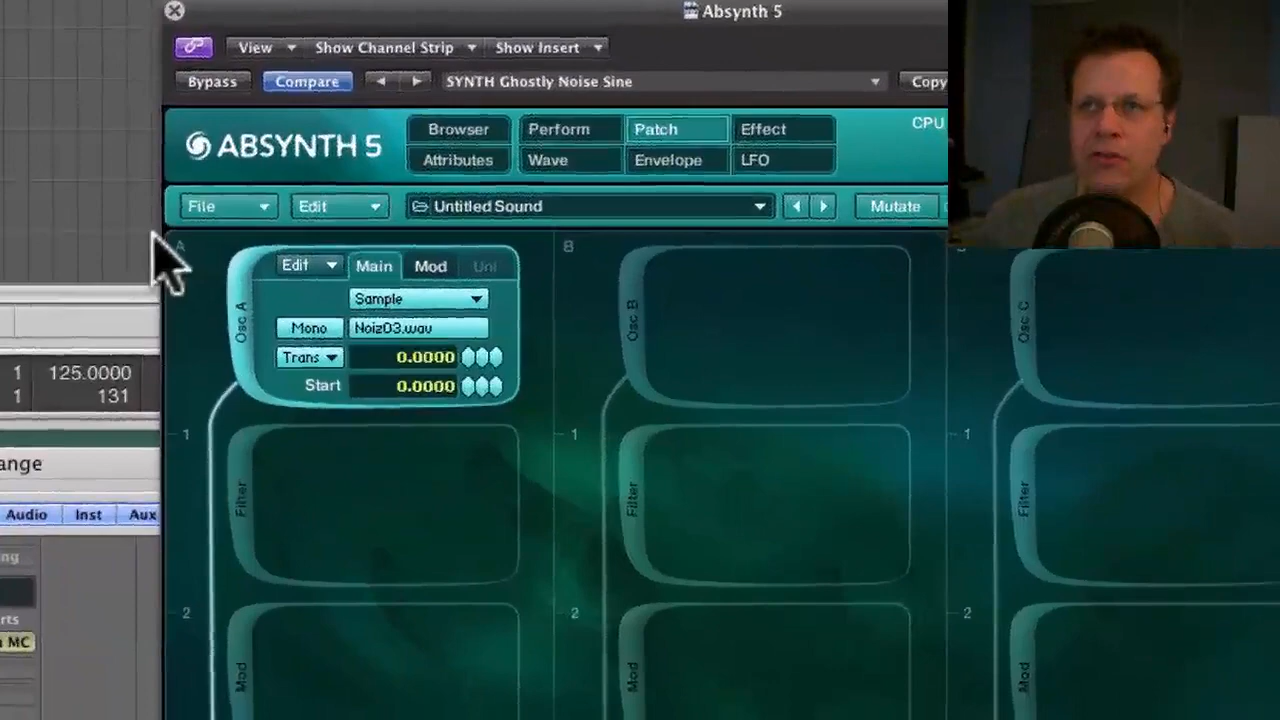 Absynth 5
View Show Channel Strip Show Insert
Bypass Compare SYNTH Ghostly Noise Sine Copy
ABSYNTH 5 Browser Perform Patch Effect CPU
Attributes Wave Envelope LFO
File Edit Untitled Sound Mutate
A B
Edit Main Mod Uni
Sample
Osc A Mono Noiz03.wav Osc B Osc C
Trans 0.0000
Start 0.0000
1 125.0000
1 131
1 1 1
ange
Filter Filter Filter
Audio Inst Aux
ng
2 2 2
rts
MC
Mod Mod Mod